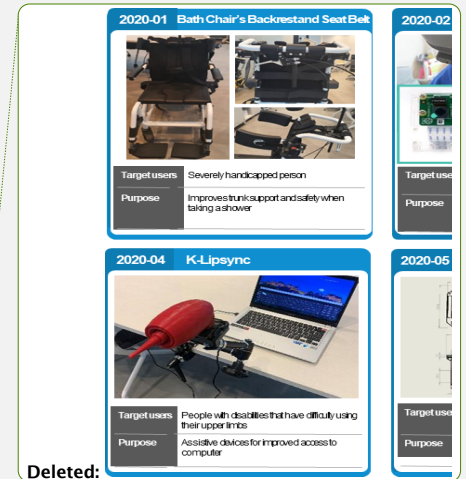 2020-01 Bath Chair's Backrest and Seat Belt
Target users Severely handicapped person
Purpose Improves trunk support and safety when
taking a shower
2020-02
Target use
Purpose
2020-04 K-Lipsync
Target users People with disabilities that have difficulty using
their upper limbs
Purpose Assistive devices for improved access to
computer
2020-05
Target use
Purpose
Deleted: